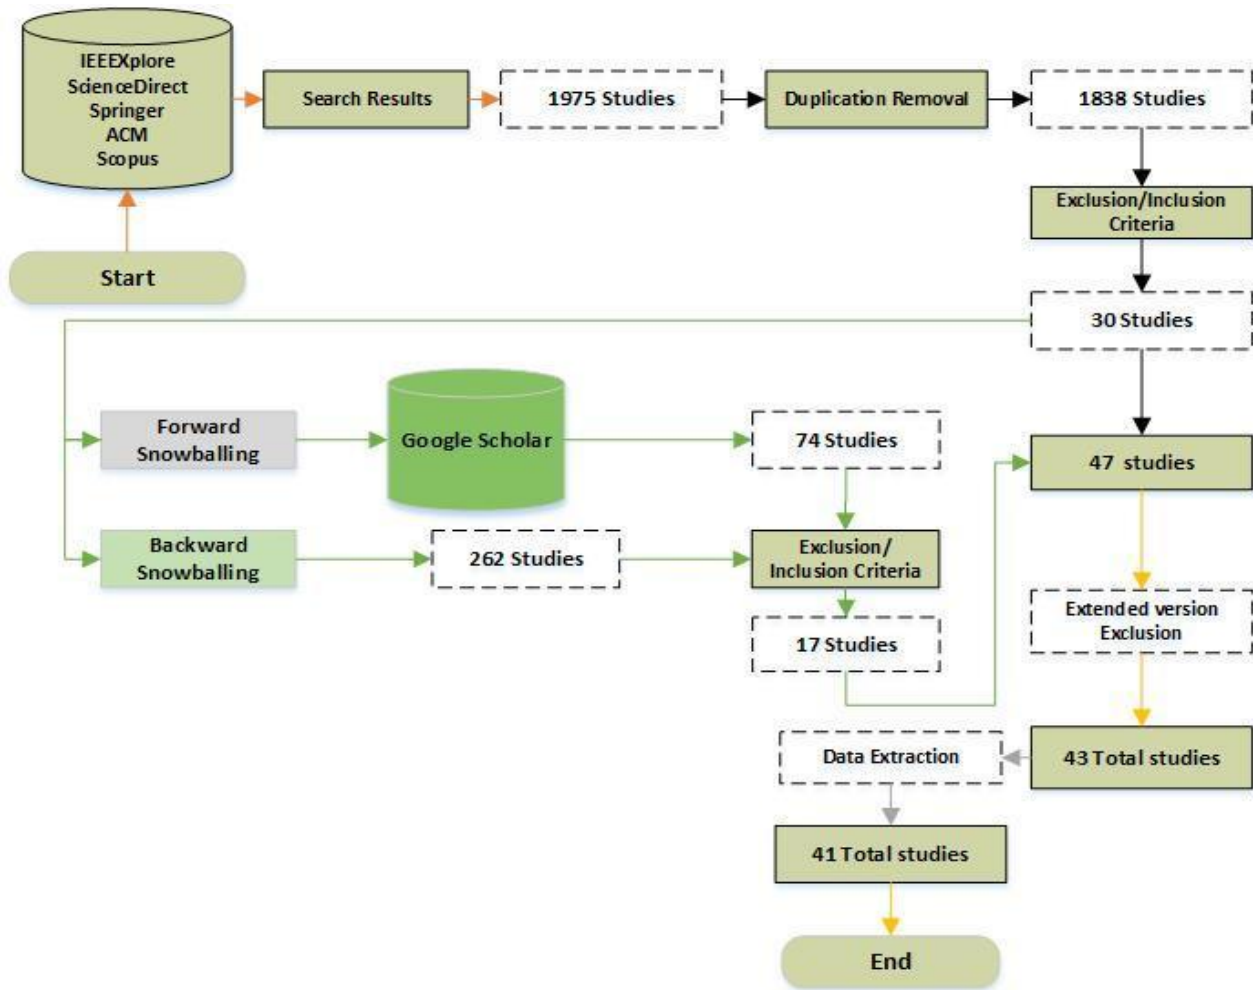 IEEEXplore
ScienceDirect
Springer
ACM
Scopus
Search Results
1975 Studies
Duplication Removal
1838 Studies
Exclusion/Inclusion
Criteria
Start
30 Studies
Forward
Snowballing
Google Scholar
74 Studies
47 studies
Backward
Snowballing
262 Studies
Exclusion/
Inclusion Criteria
17 Studies
Extended version
Exclusion
Data Extraction
43 Total studies
41 Total studies
End